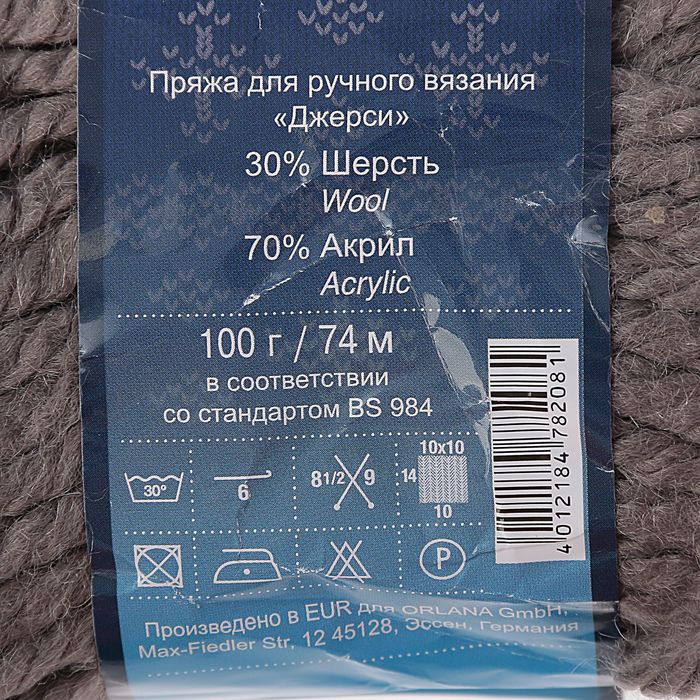 Пряжа для ручного вязания
«Джерси»
30% Шерсть
Wool
70% Акрил
Acrylic
100 г / 74 м
в соответствии
со стандартом BS 984
30° 6 8 1/2 9 10x10
14
10
P
4 012184 782081
Произведено в EUR для ORLANA GmbH,
Max-Fiedler Str, 12 45128, Эссен, Германия